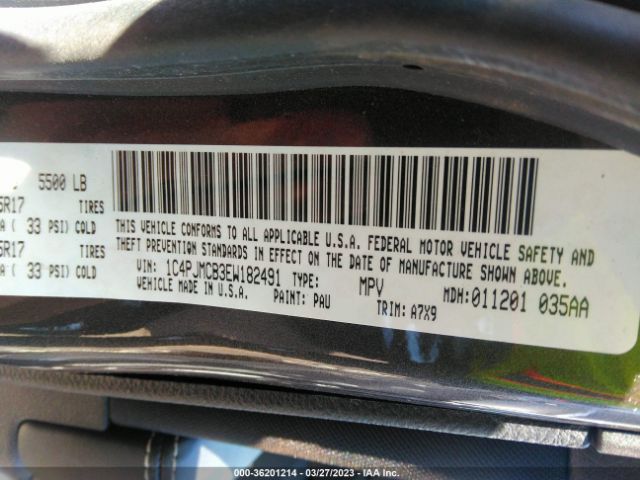 5500 LB
5R17 TIRES
A ( 33 PSI) COLD
5R17 TIRES
A ( 33 PSI) COLD
THIS VEHICLE CONFORMS TO ALL APPLICABLE U.S.A. FEDERAL MOTOR VEHICLE SAFETY AND
THEFT PREVENTION STANDARDS IN EFFECT ON THE DATE OF MANUFACTURE SHOWN ABOVE.
VIN: 1C4PJMCB3EW182491 TYPE: MPV MDH:011201 035AA
VEHICLE MADE IN U.S.A. PAINT: PAU TRIM: A7X9
000-36201214 - 03/27/2023 - IAA Inc.